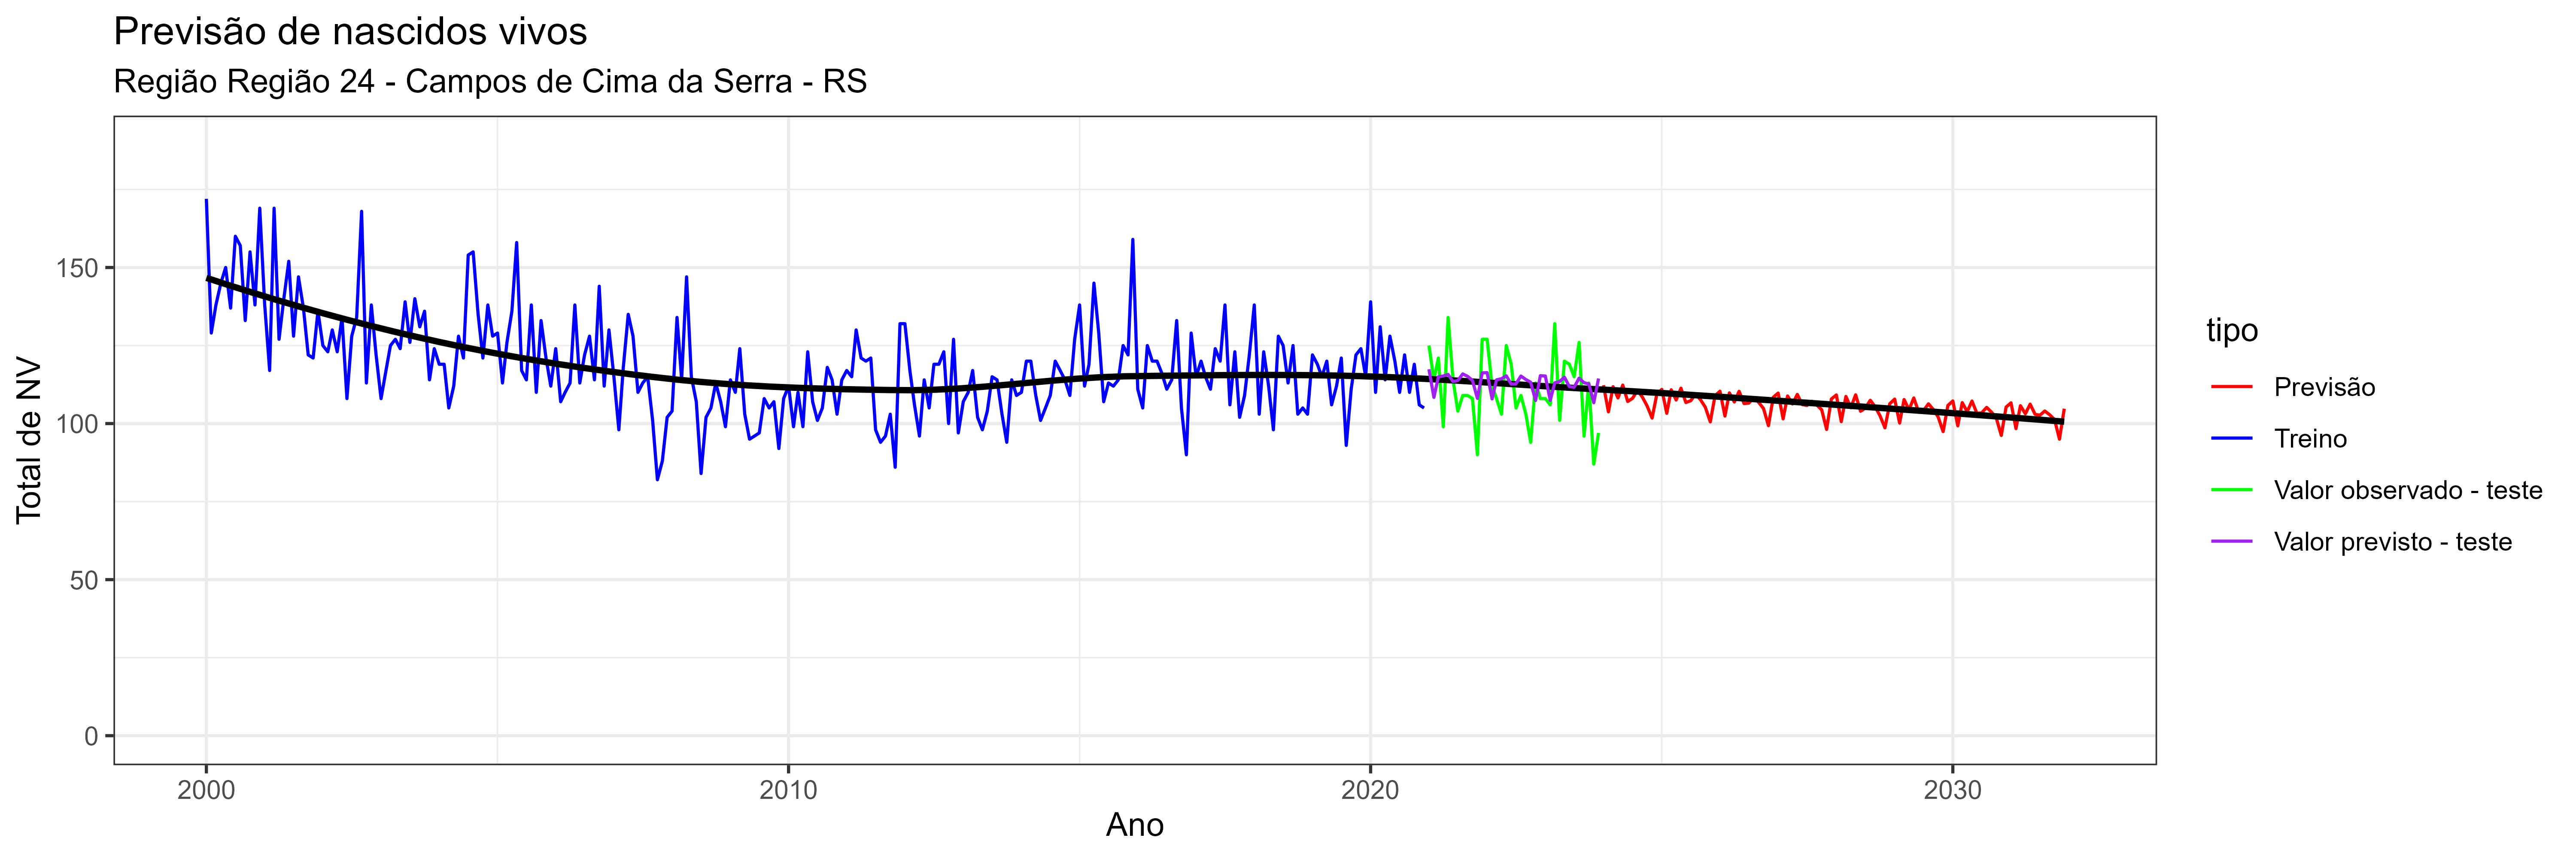 Previsão de nascidos vivos
Região Região 24 - Campos de Cima da Serra - RS
Total de NV
150
100
50
0
2000
2010
2020
2030
Ano
tipo
Previsão
Treino
Valor observado - teste
Valor previsto - teste